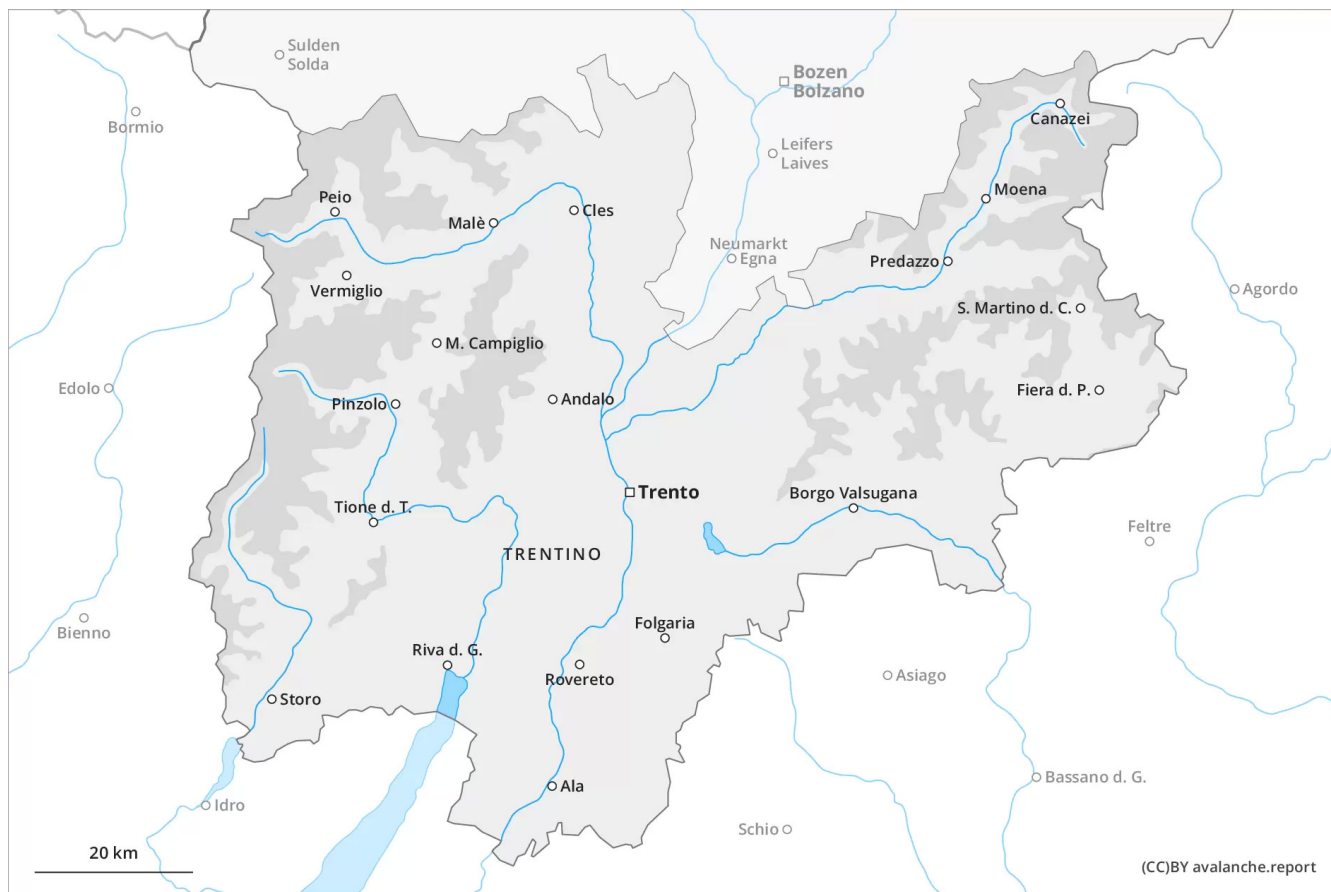 Sulden
Solda
Bozen
Bolzano
Bormio
Canazei
Leifers
Laives
Peio
Moena
Malè
Cles
Neumarkt
Egna
Predazzo
Vermiglio
Agordo
S. Martino d. C.
M. Campiglio
Edolo
Fiera d. P.
Pinzolo
Andalo
Trento
Borgo Valsugana
Tione d. T.
Feltre
TRENTINO
Bienno
Folgaria
Riva d. G.
Rovereto
Asiago
Storo
Bassano d. G.
Ala
Idro
Schio
20 km
(CC)BY avalanche.report